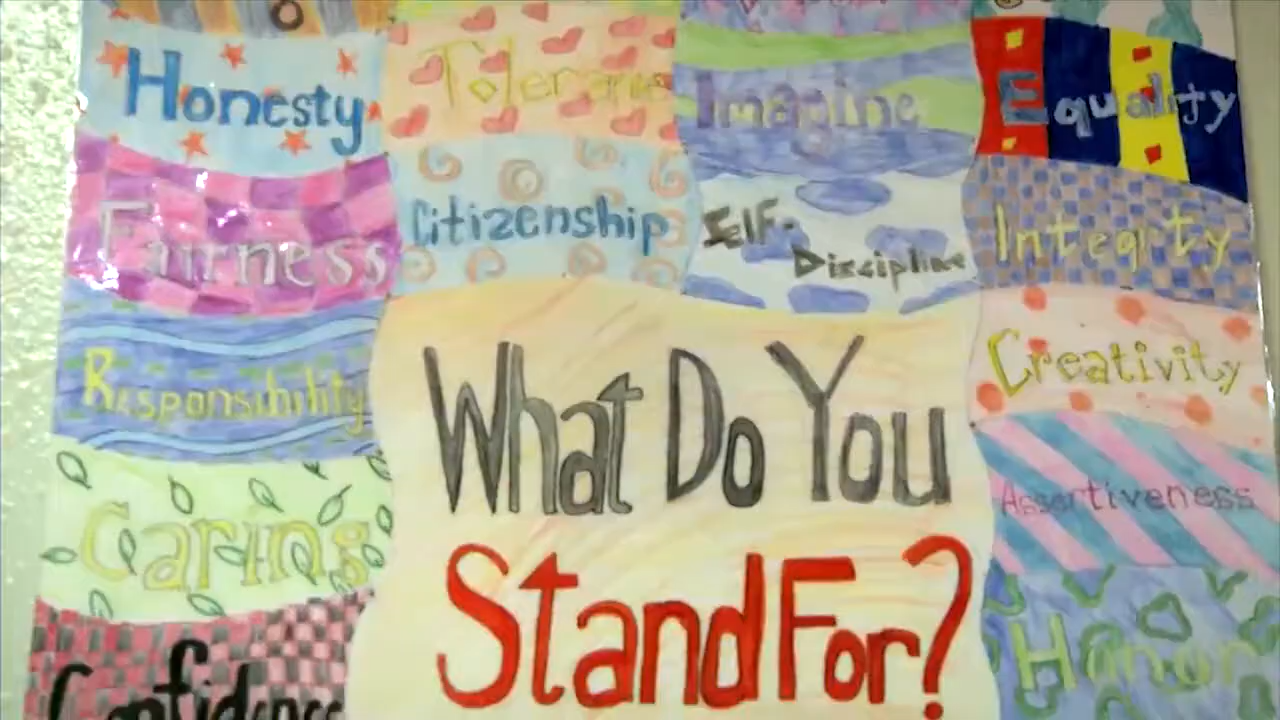 Honesty
Tolerance
Imagine
Equality
Fairness
Citizenship
Self-
Discipline
Integrity
Responsibility
Creativity
Caring
Assertiveness
What Do You
Stand For?
Honor
Confidence